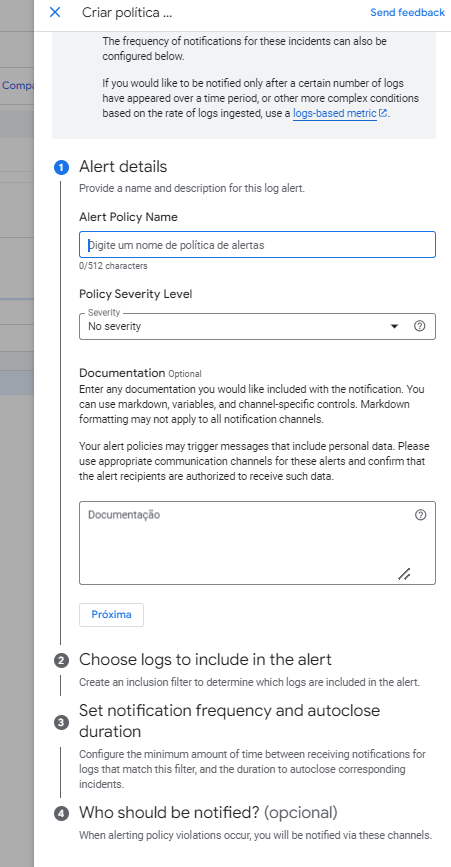 Criar política ...
Send feedback
The frequency of notifications for these incidents can also be
configured below.
If you would like to be notified only after a certain number of logs
have appeared over a time period, or other more complex conditions
based on the rate of logs ingested, use a logs-based metric.
Compa
1 Alert details
Provide a name and description for this log alert.
Alert Policy Name
Digite um nome de política de alertas
0/512 characters
Policy Severity Level
Severity
No severity
Documentation Optional
Enter any documentation you would like included with the notification. You
can use markdown, variables, and channel-specific controls. Markdown
formatting may not apply to all notification channels.
Your alert policies may trigger messages that include personal data. Please
use appropriate communication channels for these alerts and confirm that
the alert recipients are authorized to receive such data.
Documentação
Próxima
2 Choose logs to include in the alert
Create an inclusion filter to determine which logs are included in the alert.
3 Set notification frequency and autoclose
duration
Configure the minimum amount of time between receiving notifications for
logs that match this filter, and the duration to autoclose corresponding
incidents.
4 Who should be notified? (optional)
When alerting policy violations occur, you will be notified via these channels.